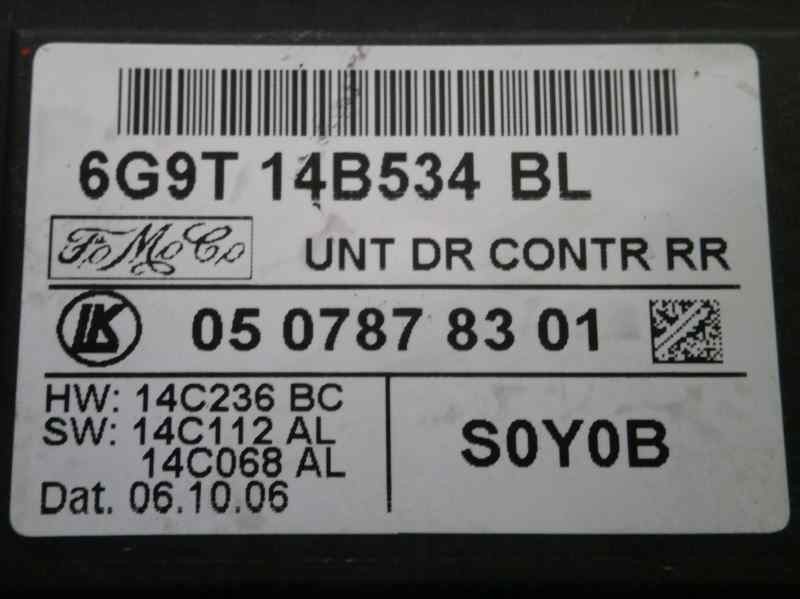 6G9T 14B534 BL
FoMoCo
UNT DR CONTR RR
LK
05 0787 83 01
HW: 14C236 BC
SW: 14C112 AL
14C068 AL
Dat. 06.10.06
S0Y0B